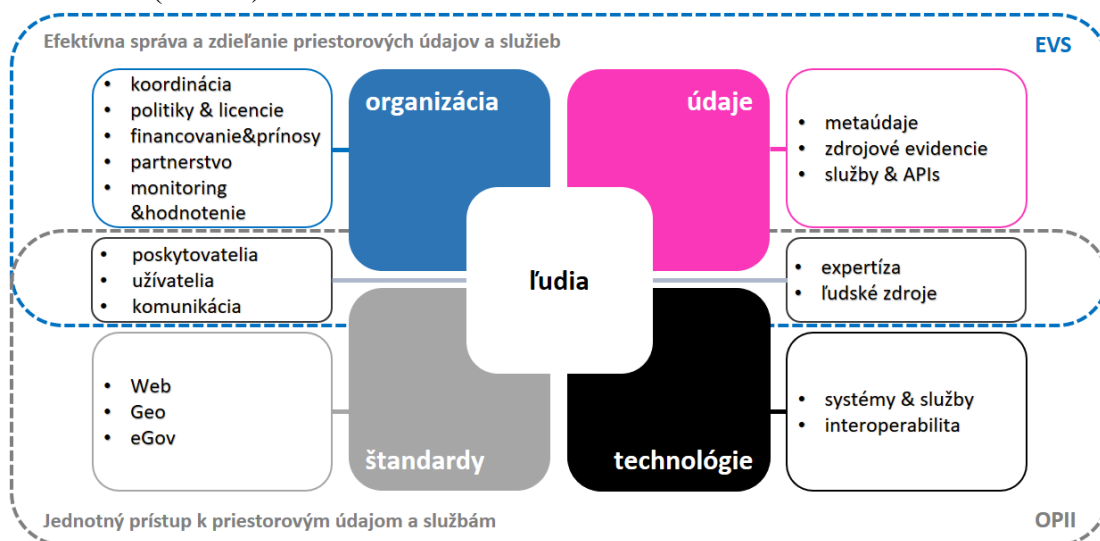 Efektívna správa a zdieľanie priestorových údajov a služieb
EVS
• koordinácia
• politiky & licencie
• financovanie&prínosy
• partnerstvo
• monitoring
&hodnotenie
organizácia
údaje
• metaúdaje
• zdrojové evidencie
• služby & APIs
• poskytovatelia
• užívatelia
• komunikácia
ľudia
• expertíza
• ľudské zdroje
• Web
• Geo
• eGov
štandardy
technológie
• systémy & služby
• interoperabilita
Jednotný prístup k priestorovým údajom a službám
OPII